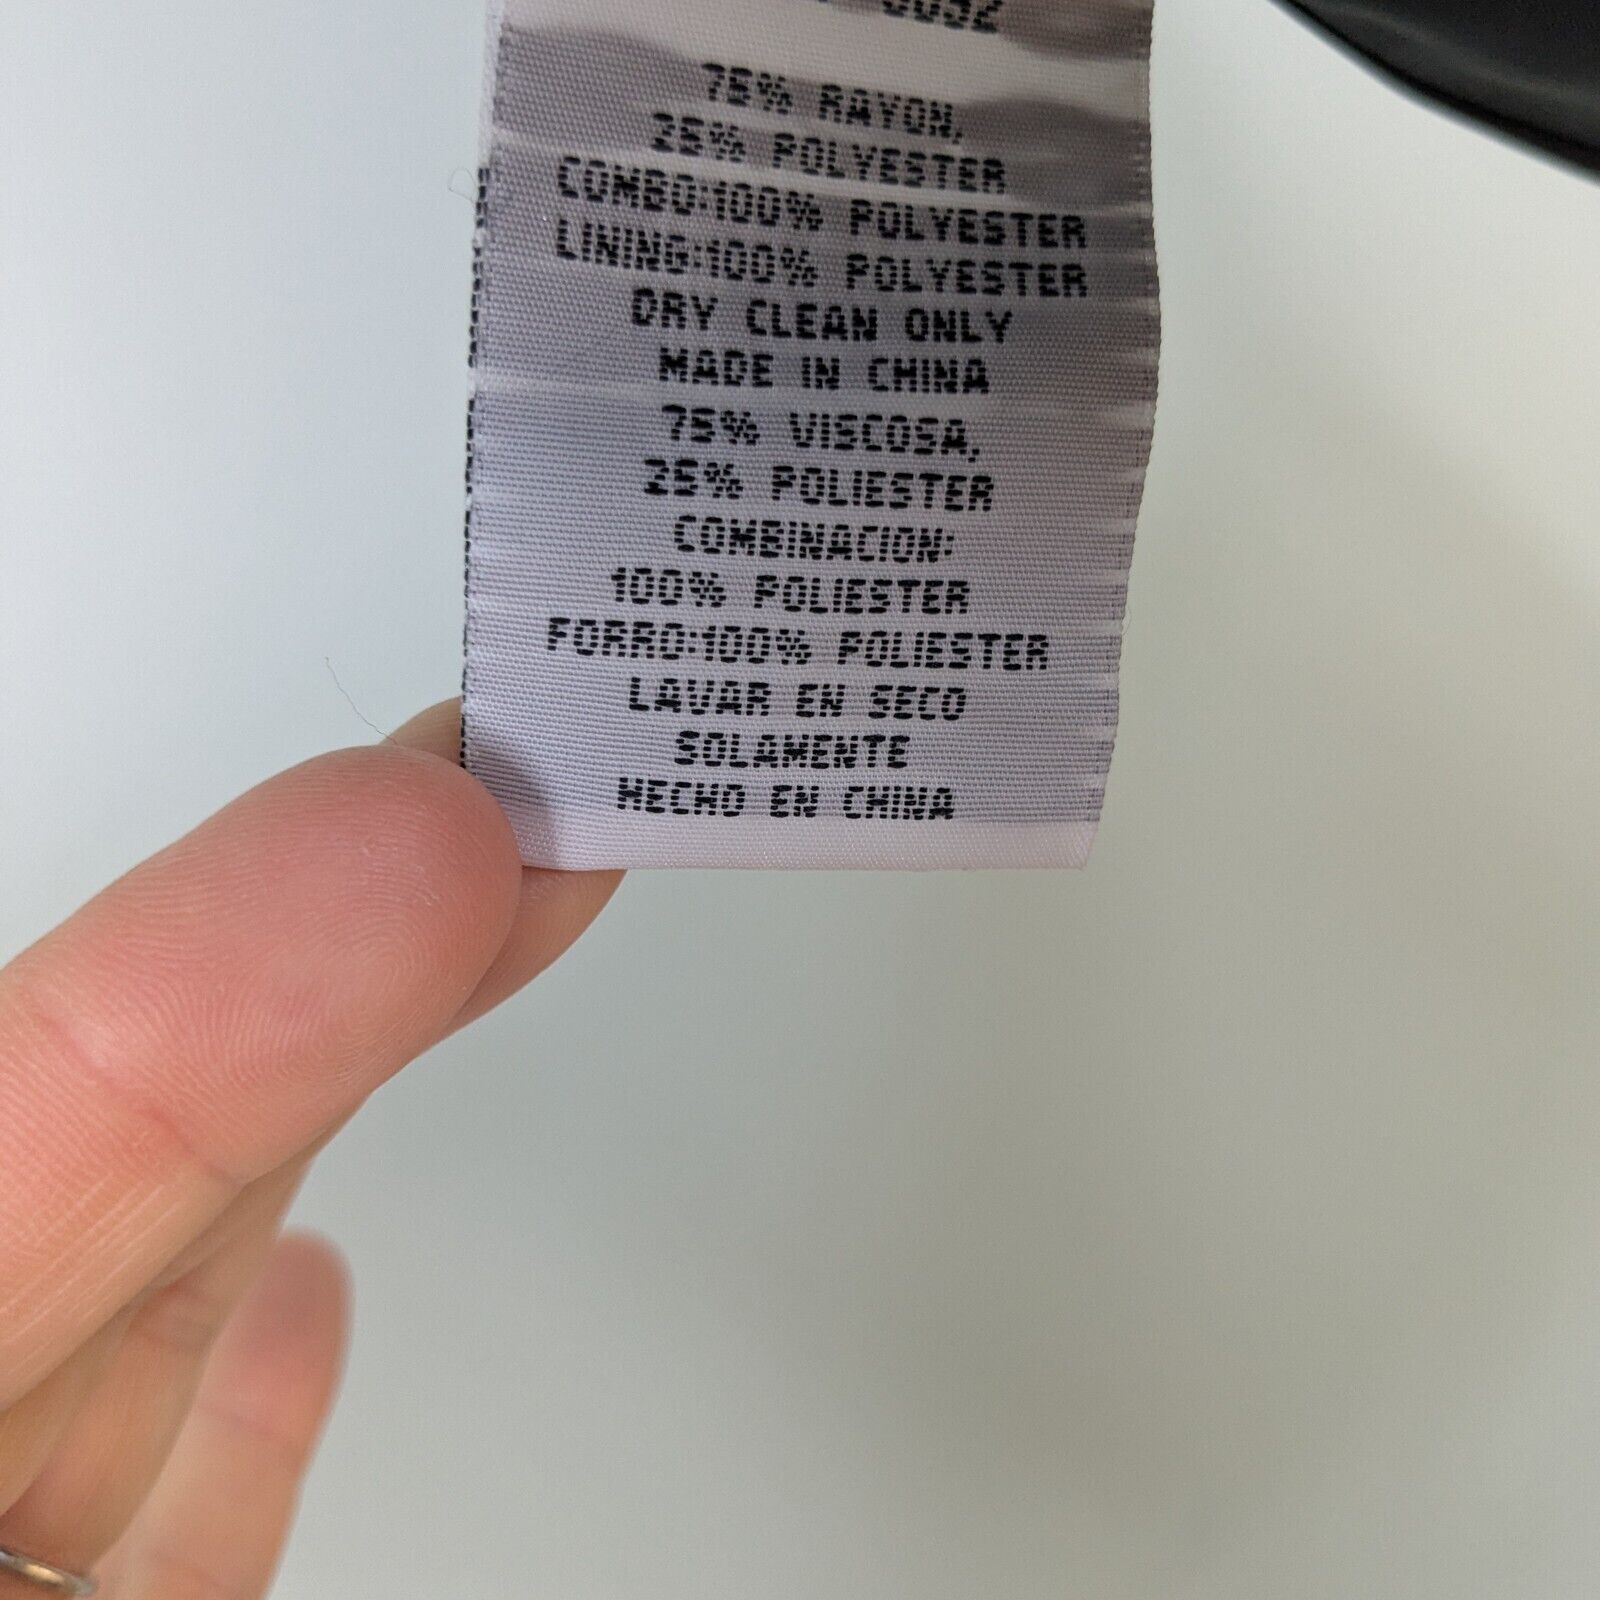 75% RAYON,
25% POLYESTER
COMBO:100% POLYESTER
LINING:100% POLYESTER
DRY CLEAN ONLY
MADE IN CHINA
75% VISCOSA,
25% POLIESTER
COMBINACION:
100% POLIESTER
FORRO:100% POLIESTER
LAVAR EN SECO
SOLAMENTE
HECHO EN CHINA